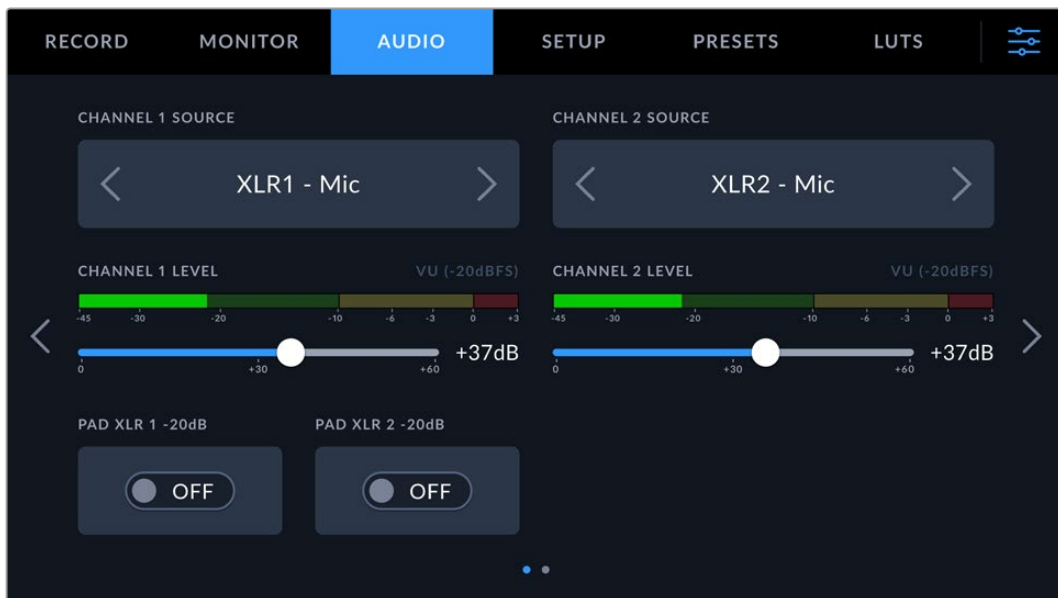 RECORD MONITOR AUDIO SETUP PRESETS LUTS
CHANNEL 1 SOURCE CHANNEL 2 SOURCE
XLR1 - Mic XLR2 - Mic
CHANNEL 1 LEVEL VU (-20dBFS) CHANNEL 2 LEVEL VU (-20dBFS)
-45 -30 -20 -10 -6 -3 0 +3 -45 -30 -20 -10 -6 -3 0 +3
+37dB +37dB
0 +30 +60 0 +30 +60
PAD XLR 1 -20dB PAD XLR 2 -20dB
OFF OFF